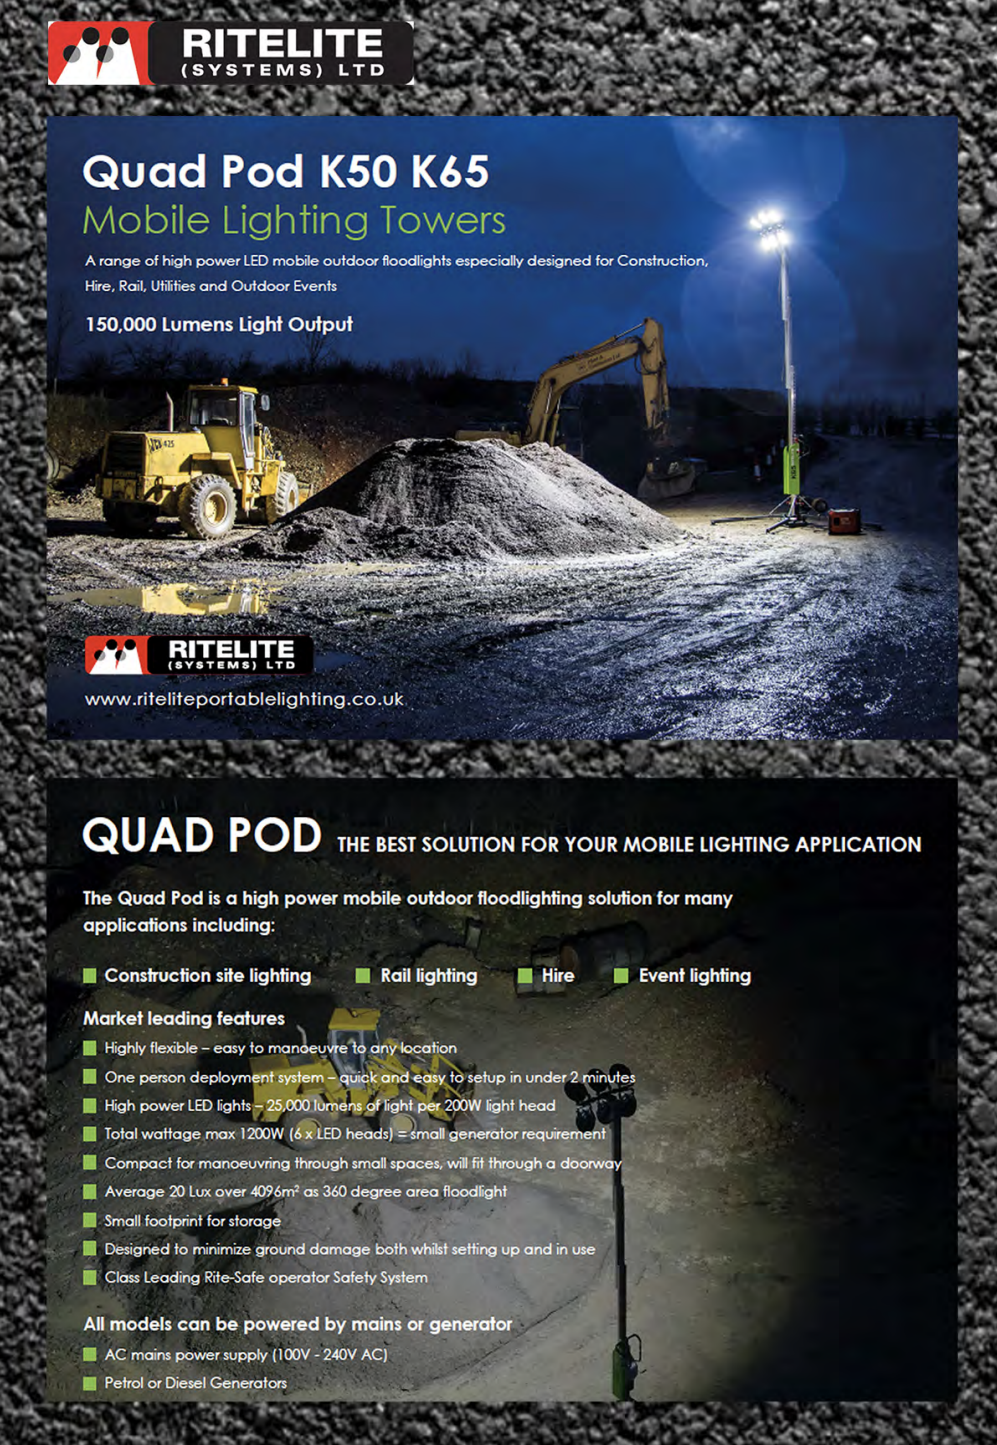 RITELITE
(SYSTEMS) LTD
Quad Pod K50 K65
Mobile Lighting Towers
A range of high power LED mobile outdoor floodlights especially designed for Construction,
Hire, Rail, Utilities and Outdoor Events
150,000 Lumens Light Output
JCB 425
K65
RITELITE
(SYSTEMS) LTD
www.riteliteportablelighting.co.uk
QUAD POD THE BEST SOLUTION FOR YOUR MOBILE LIGHTING APPLICATION
The Quad Pod is a high power mobile outdoor floodlighting solution for many
applications including:
Construction site lighting Rail lighting Hire Event lighting
Market leading features
Highly flexible – easy to manoeuvre to any location
One person deployment system – quick and easy to setup in under 2 minutes
High power LED lights – 25,000 lumens of light per 200W light head
Total wattage max 1200W (6 x LED heads) = small generator requirement
Compact for manoeuvring through small spaces, will fit through a doorway
Average 20 Lux over 4096m² as 360 degree area floodlight
Small footprint for storage
Designed to minimize ground damage both whilst setting up and in use
Class Leading Rite-Safe operator Safety System
All models can be powered by mains or generator
AC mains power supply (100V - 240V AC)
Petrol or Diesel Generators